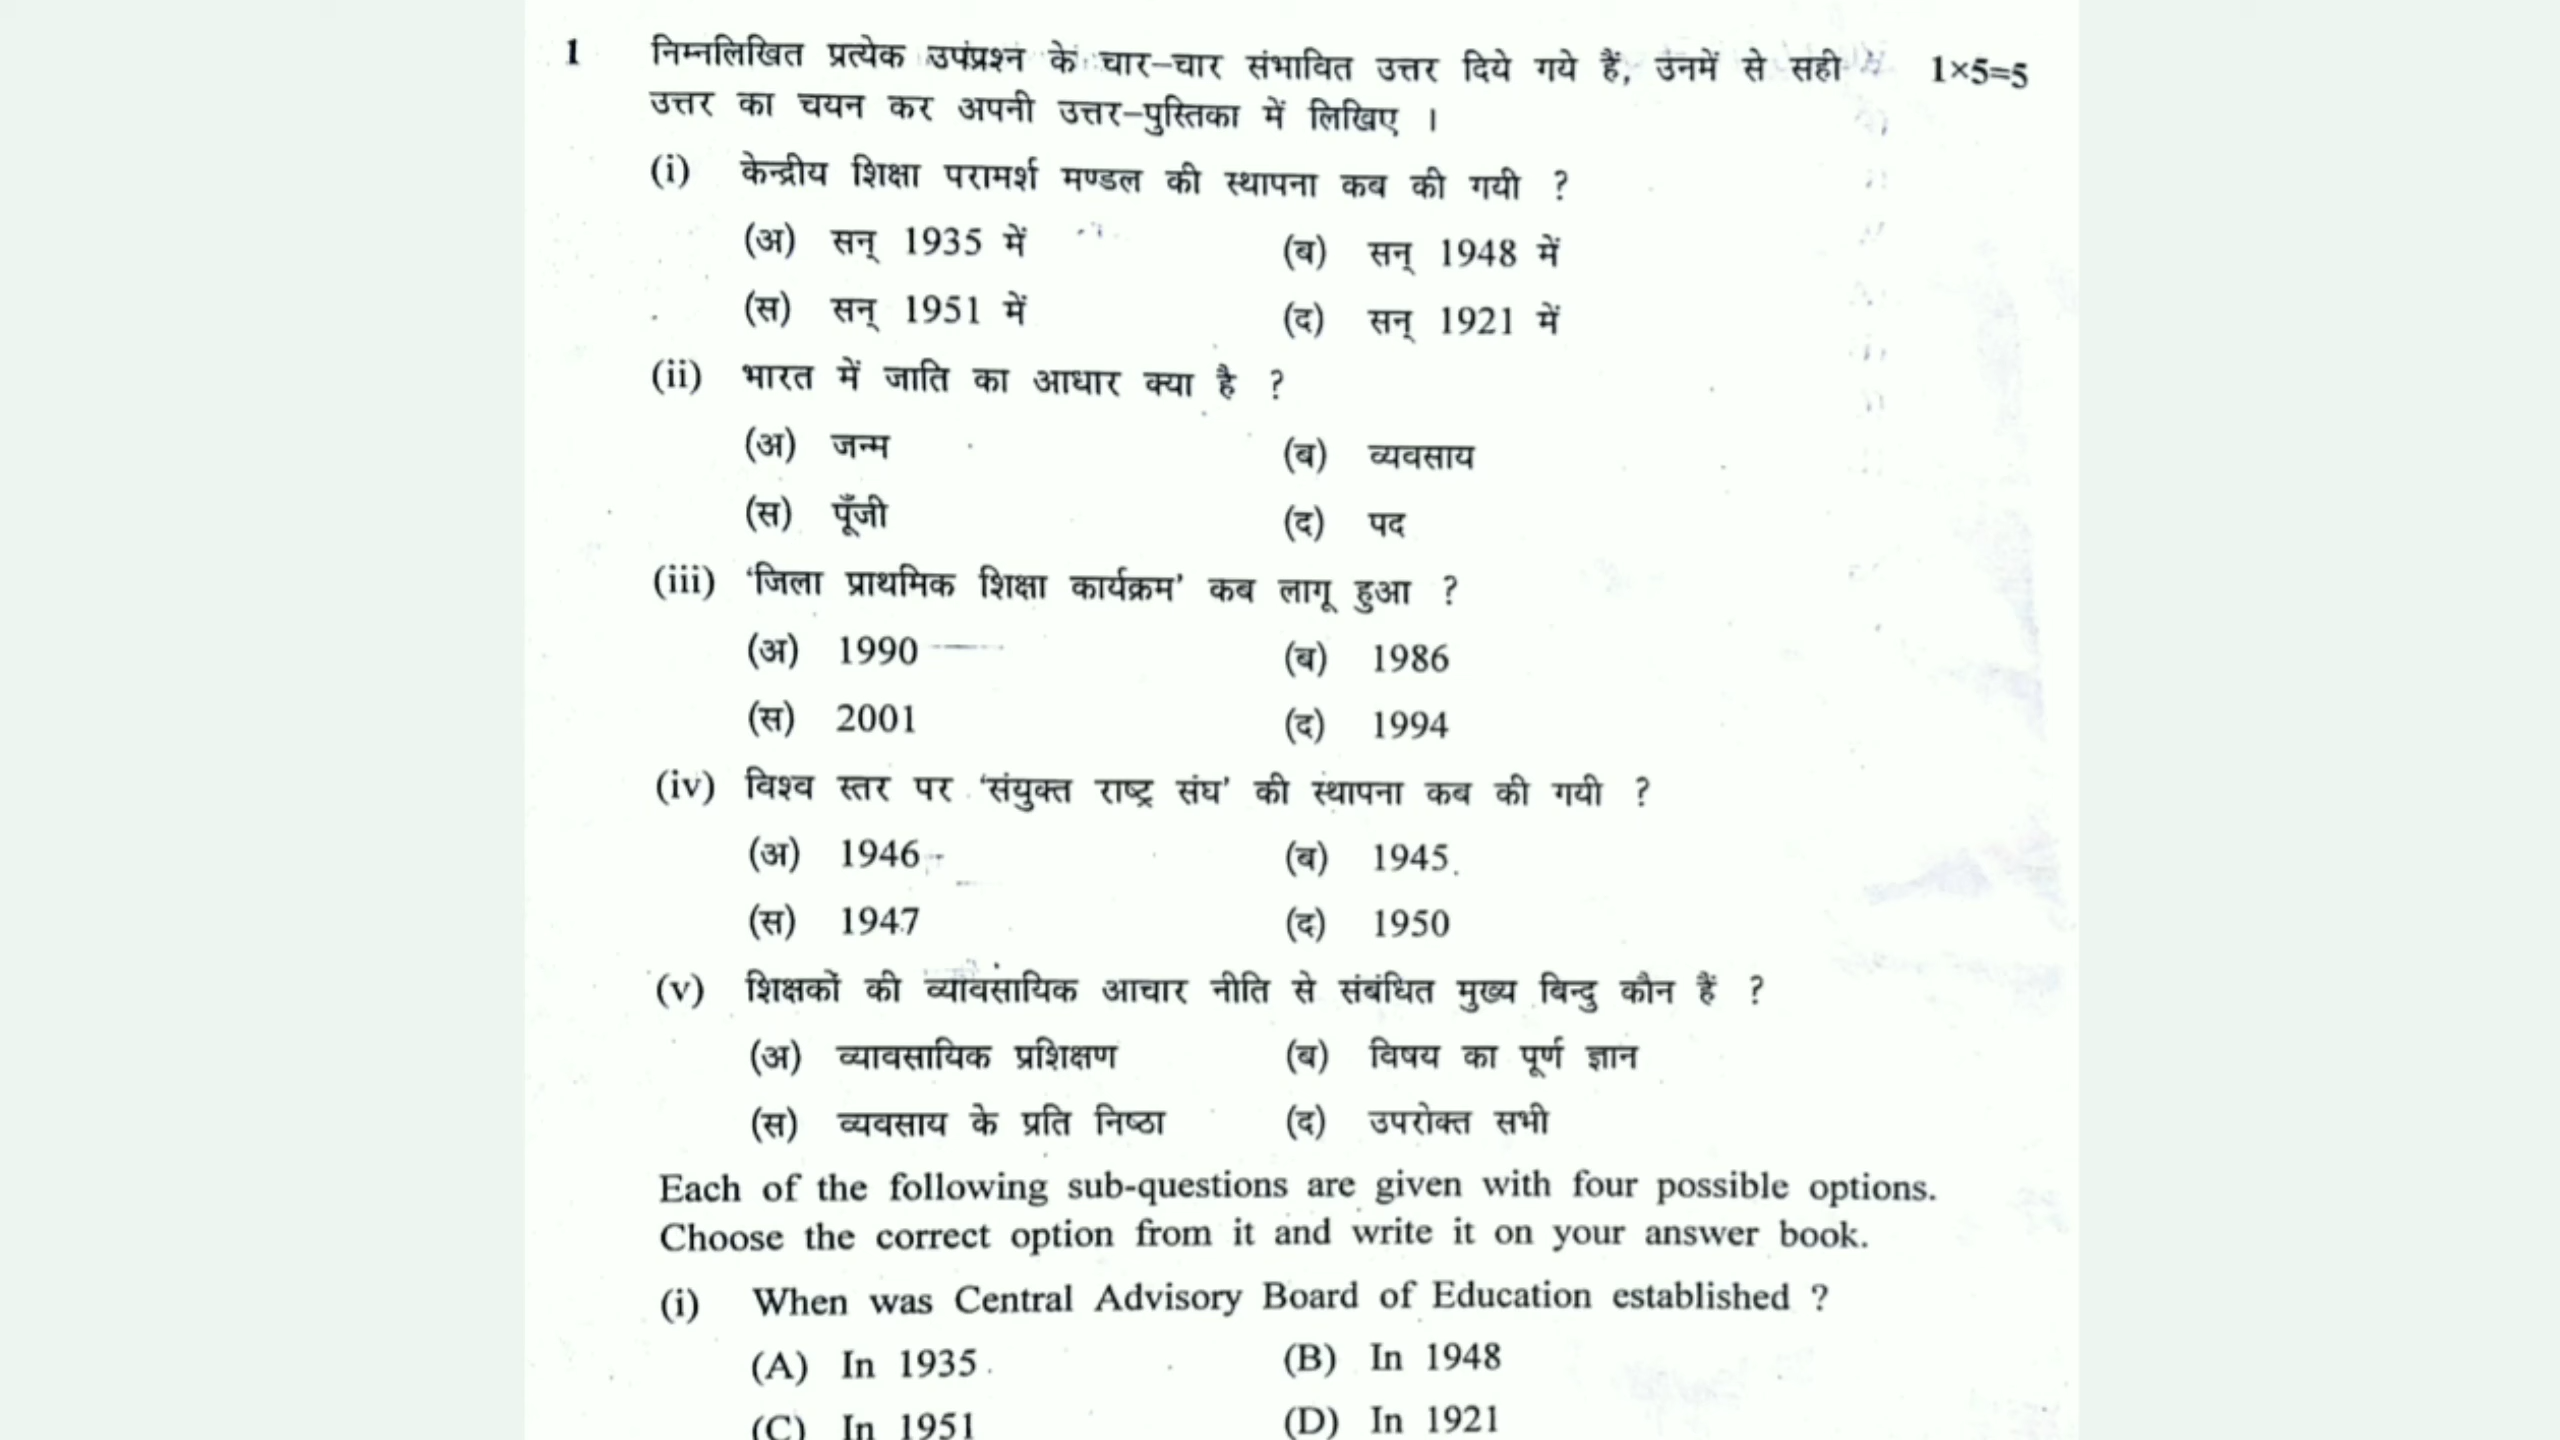 1 निम्नलिखित प्रत्येक उपप्रश्न के चार–चार संभावित उत्तर दिये गये हैं, उनमें से सही 1×5=5
उत्तर का चयन कर अपनी उत्तर–पुस्तिका में लिखिए ।
(i) केन्द्रीय शिक्षा परामर्श मण्डल की स्थापना कब की गयी ?
(अ) सन् 1935 में (ब) सन् 1948 में
(स) सन् 1951 में (द) सन् 1921 में
(ii) भारत में जाति का आधार क्या है ?
(अ) जन्म (ब) व्यवसाय
(स) पूँजी (द) पद
(iii) ‘जिला प्राथमिक शिक्षा कार्यक्रम’ कब लागू हुआ ?
(अ) 1990 (ब) 1986
(स) 2001 (द) 1994
(iv) विश्व स्तर पर ‘संयुक्त राष्ट्र संघ’ की स्थापना कब की गयी ?
(अ) 1946 (ब) 1945
(स) 1947 (द) 1950
(v) शिक्षकों की व्यावसायिक आचार नीति से संबंधित मुख्य बिन्दु कौन हैं ?
(अ) व्यावसायिक प्रशिक्षण (ब) विषय का पूर्ण ज्ञान
(स) व्यवसाय के प्रति निष्ठा (द) उपरोक्त सभी
Each of the following sub-questions are given with four possible options.
Choose the correct option from it and write it on your answer book.
(i) When was Central Advisory Board of Education established ?
(A) In 1935 (B) In 1948
(C) In 1951 (D) In 1921